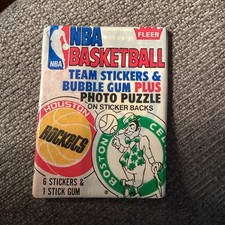 FLEER
NBA
NBA
BASKETBALL
TEAM STICKERS &
BUBBLE GUM PLUS
PHOTO PUZZLE
ON STICKER BACKS
HOUSTON
ROCKETS
BOSTON
CELTICS
6 STICKERS &
1 STICK GUM